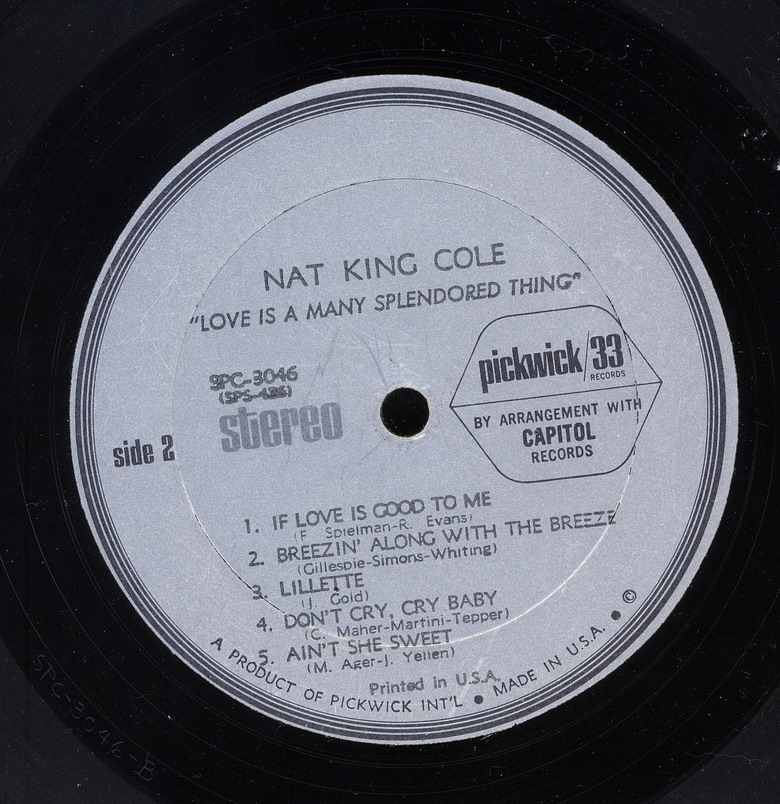 NAT KING COLE
"LOVE IS A MANY SPLENDORED THING"
pickwick/33
RECORDS
BY ARRANGEMENT WITH
CAPITOL
RECORDS
SPC-3046
(SPS-426)
stereo
side 2
1. IF LOVE IS GOOD TO ME
(F Spielman-R. Evans)
2. BREEZIN' ALONG WITH THE BREEZE
(Gillespie-Simons-Whiting)
3. LILLETTE
(J. Gold)
4. DON'T CRY, CRY BABY
(C. Maher-Martini-Tepper)
5. AIN'T SHE SWEET
(M. Ager-J. Yellen)
Printed in U.S.A.
A PRODUCT OF PICKWICK INT'L ● MADE IN U.S.A. ● ©
SPC-3046-B